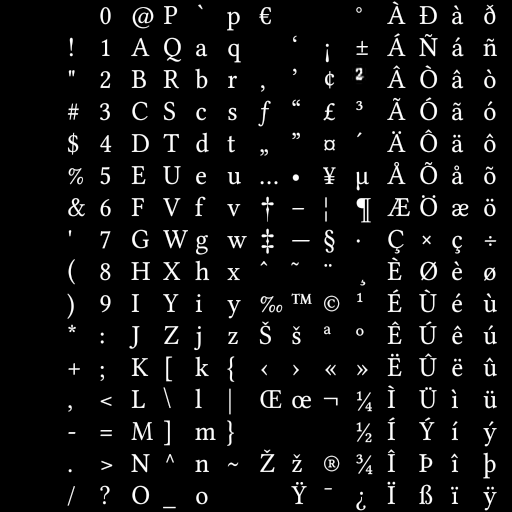 0 @ P ` p € ° À Ð à ð
! 1 A Q a q ‘ ¡ ± Á Ñ á ñ
" 2 B R b r ‚ ’ ¢ ² Â Ò â ò
# 3 C S c s ƒ “ £ ³ Ã Ó ã ó
$ 4 D T d t „ ” ¤ ´ Ä Ô ä ô
% 5 E U e u … • ¥ µ Å Õ å õ
& 6 F V f v † – ¦ ¶ Æ Ö æ ö
' 7 G W g w ‡ — § · Ç × ç ÷
( 8 H X h x ˆ ˜ ¨ ¸ È Ø è ø
) 9 I Y i y ‰ ™ © ¹ É Ù é ù
* : J Z j z Š š ª º Ê Ú ê ú
+ ; K [ k { ‹ › « » Ë Û ë û
, < L \ l | Œ œ ¬ ¼ Ì Ü ì ü
- = M ] m } ½ Í Ý í ý
. > N ^ n ~ Ž ž ® ¾ Î Þ î þ
/ ? O _ o Ÿ ¯ ¿ Ï ß ï ÿ